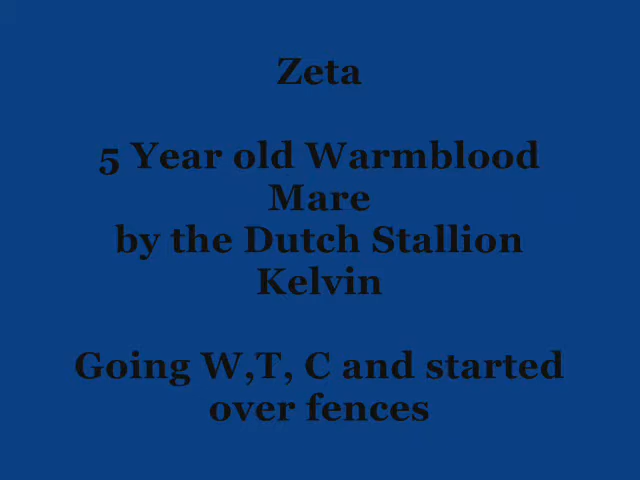 Zeta
5 Year old Warmblood
Mare
by the Dutch Stallion
Kelvin
Going W,T, C and started
over fences